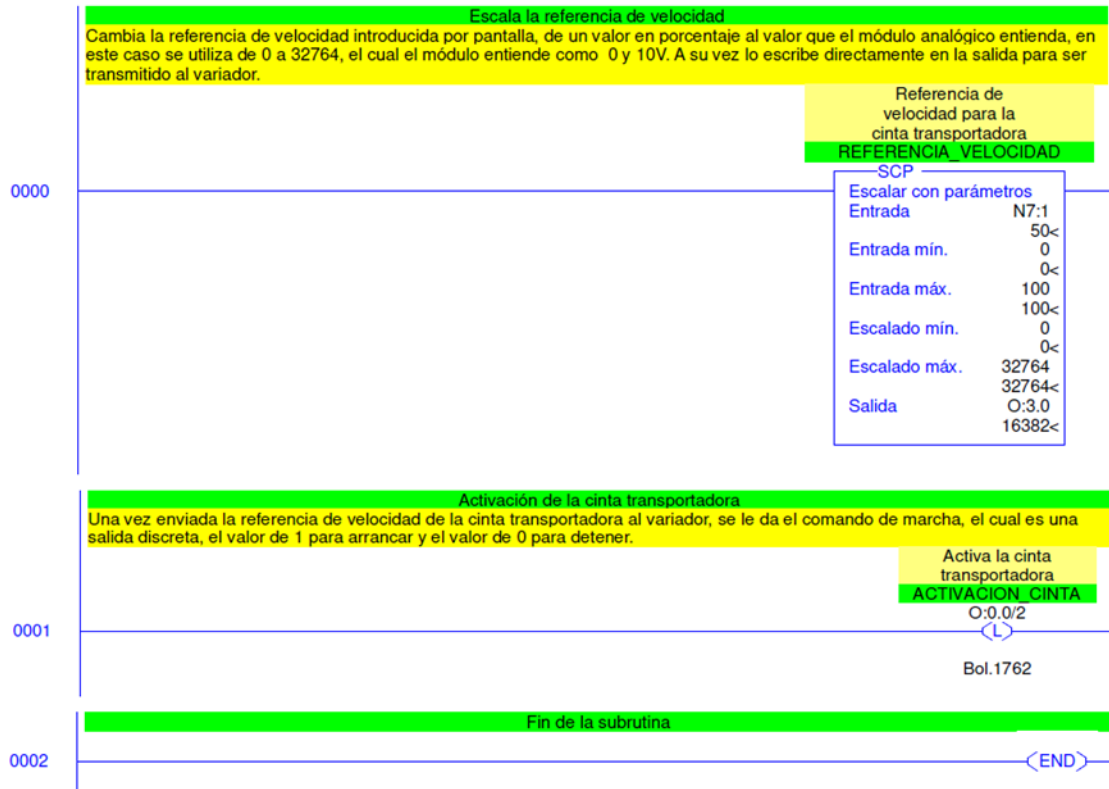 Escala la referencia de velocidad
Cambia la referencia de velocidad introducida por pantalla, de un valor en porcentaje al valor que el módulo analógico entienda, en
este caso se utiliza de 0 a 32764, el cual el módulo entiende como 0 y 10V. A su vez lo escribe directamente en la salida para ser
transmitido al variador.
Referencia de
velocidad para la
cinta transportadora
REFERENCIA_VELOCIDAD
SCP
0000
Escalar con parámetros
Entrada N7:1
50<
Entrada mín. 0
0<
Entrada máx. 100
100<
Escalado mín. 0
0<
Escalado máx. 32764
32764<
Salida O:3.0
16382<
Activación de la cinta transportadora
Una vez enviada la referencia de velocidad de la cinta transportadora al variador, se le da el comando de marcha, el cual es una
salida discreta, el valor de 1 para arrancar y el valor de 0 para detener.
Activa la cinta
transportadora
ACTIVACION_CINTA
O:0.0/2
0001
L
Bol.1762
Fin de la subrutina
0002
END